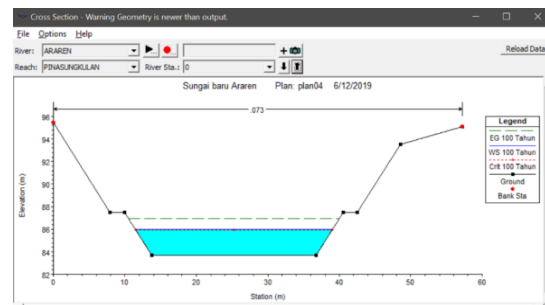 Cross Section - Warning Geometry is newer than output.
File Options Help
River: ARAREN
Reload Data
Reach: PINASUNGKULAN River Sta.: 0
Sungai baru Araren Plan: plan04 6/12/2019
.073
Legend
EG 100 Tahun
WS 100 Tahun
Crit 100 Tahun
Ground
Bank Sta
Elevation (m)
96
94
92
90
88
86
84
82
0 10 20 30 40 50 60
Station (m)